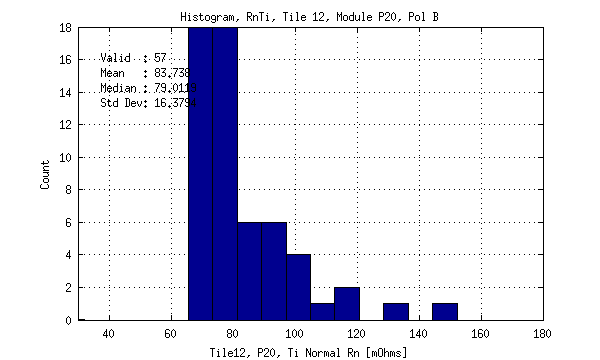 Histogram, RnTi, Tile 12, Module P20, Pol B
18
16
14
12
10
8
6
4
2
0
Count
Valid : 57
Mean : 83.738
Median : 79.011
Std Dev: 16.3794
40 60 80 100 120 140 160 180
Tile12, P20, Ti Normal Rn [mOhms]